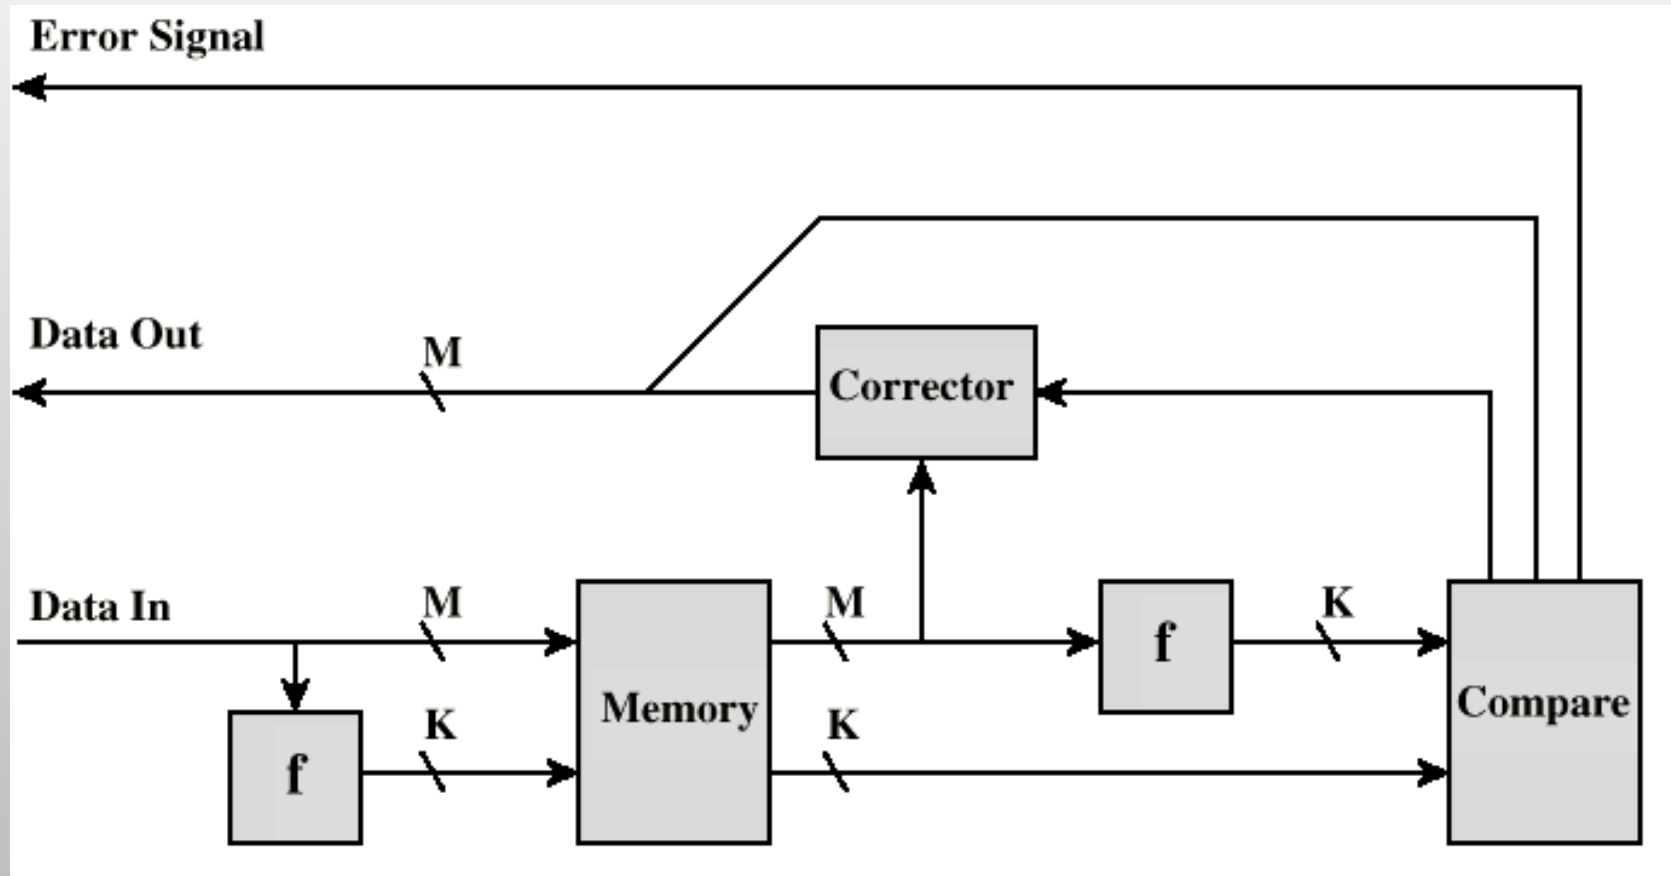 Error Signal
Data Out
M
Corrector
Data In
M
M
K
f
Memory
Compare
K
K
f